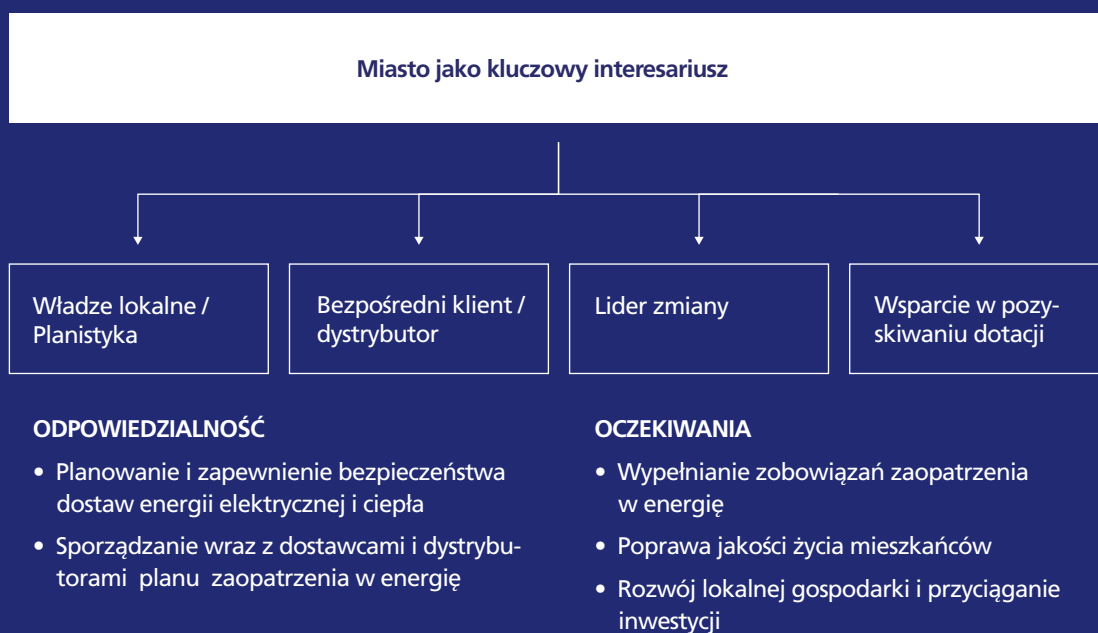 Miasto jako kluczowy interesariusz
Władze lokalne /
Planistyka
Bezpośredni klient /
dystrybutor
Lider zmiany
Wsparcie w pozy-
skiwaniu dotacji
ODPOWIEDZIALNOŚĆ
• Planowanie i zapewnienie bezpieczeństwa
dostaw energii elektrycznej i ciepła
• Sporządzanie wraz z dostawcami i dystrybu-
torami planu zaopatrzenia w energię
OCZEKIWANIA
• Wypełnianie zobowiązań zaopatrzenia
w energię
• Poprawa jakości życia mieszkańców
• Rozwój lokalnej gospodarki i przyciąganie
inwestycji